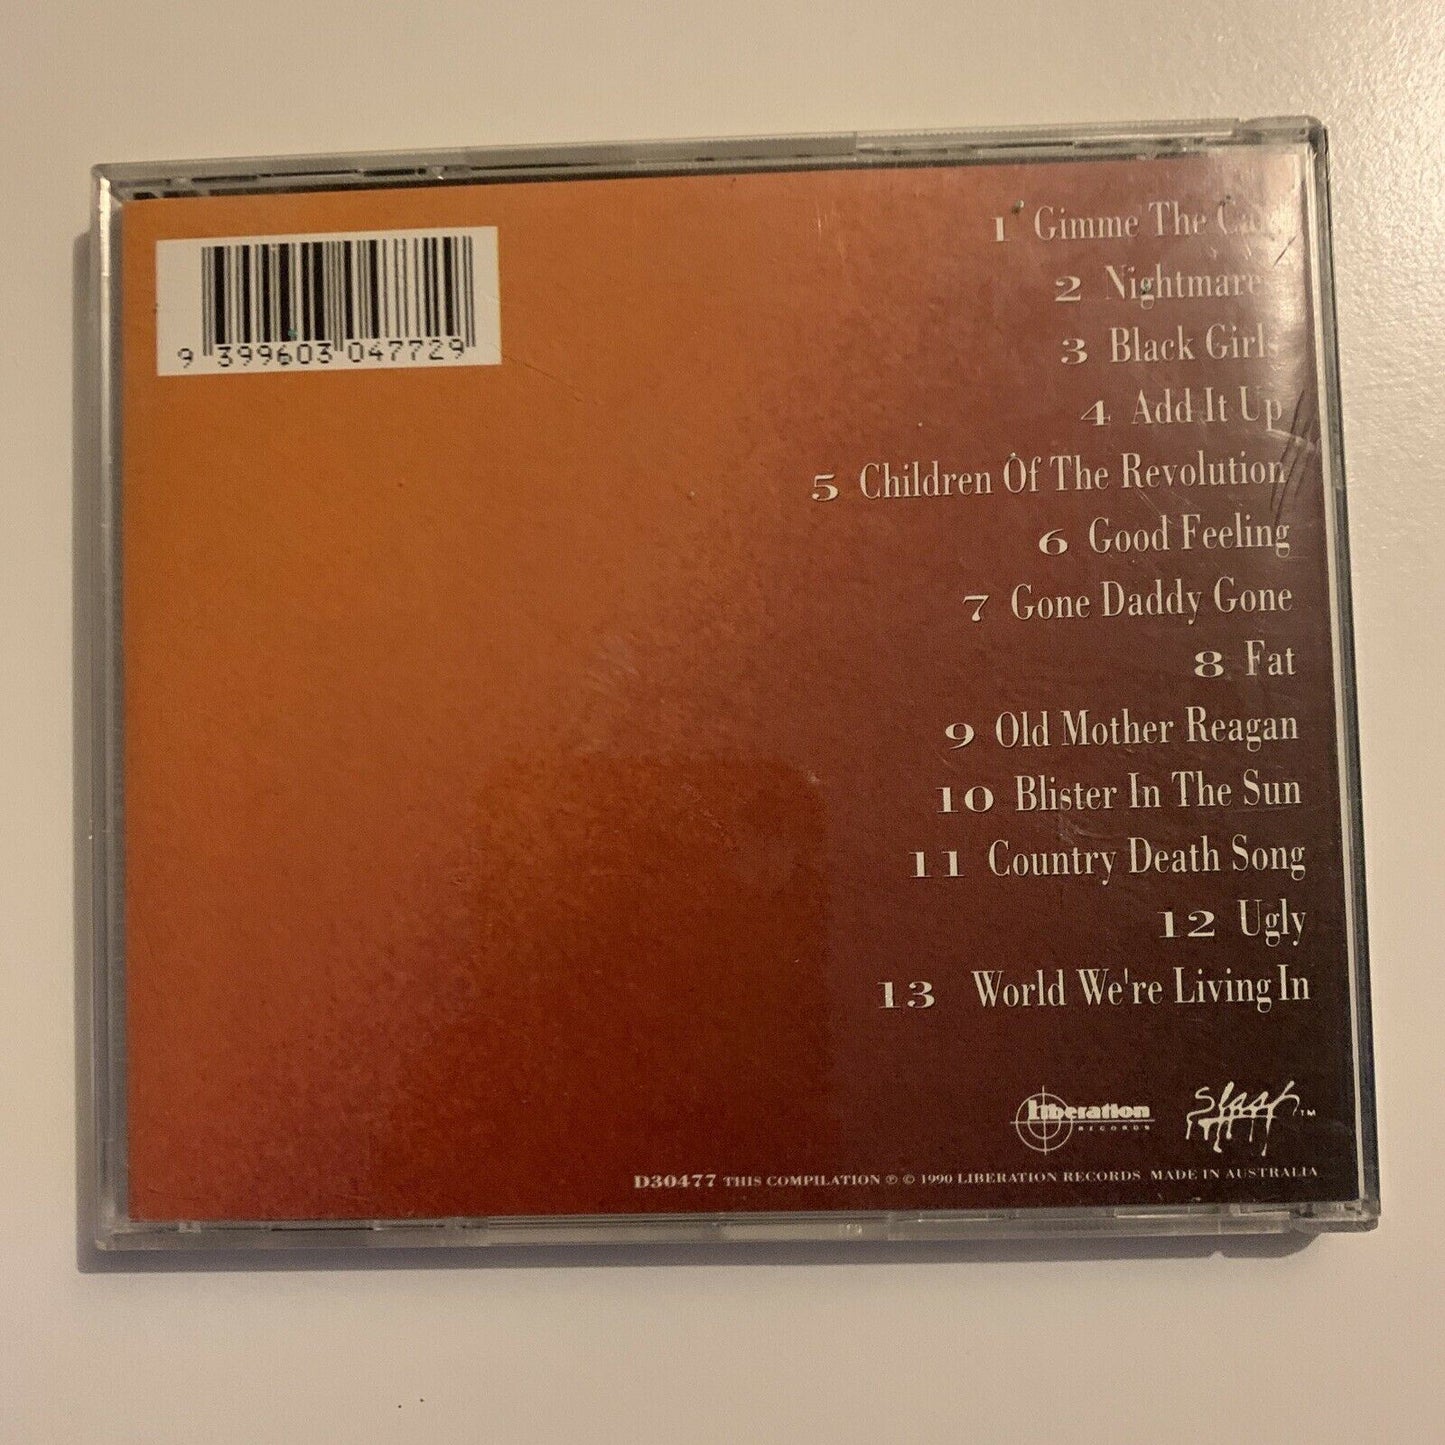 9 399603 047729
1 Gimme The
2 Nightmares
3 Black Girls
4 Add It Up
5 Children Of The Revolution
6 Good Feeling
7 Gone Daddy Gone
8 Fat
9 Old Mother Reagan
10 Blister In The Sun
11 Country Death Song
12 Ugly
13 World We're Living In
Liberation
RECORDS
Slash TM
D30477 THIS COMPILATION ℗ © 1990 LIBERATION RECORDS MADE IN AUSTRALIA